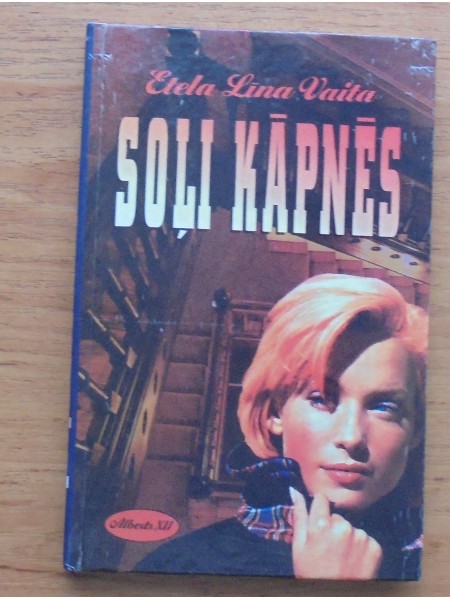 Etela Lina Vaita
SOĻI KĀPNĒS
Alberts XII